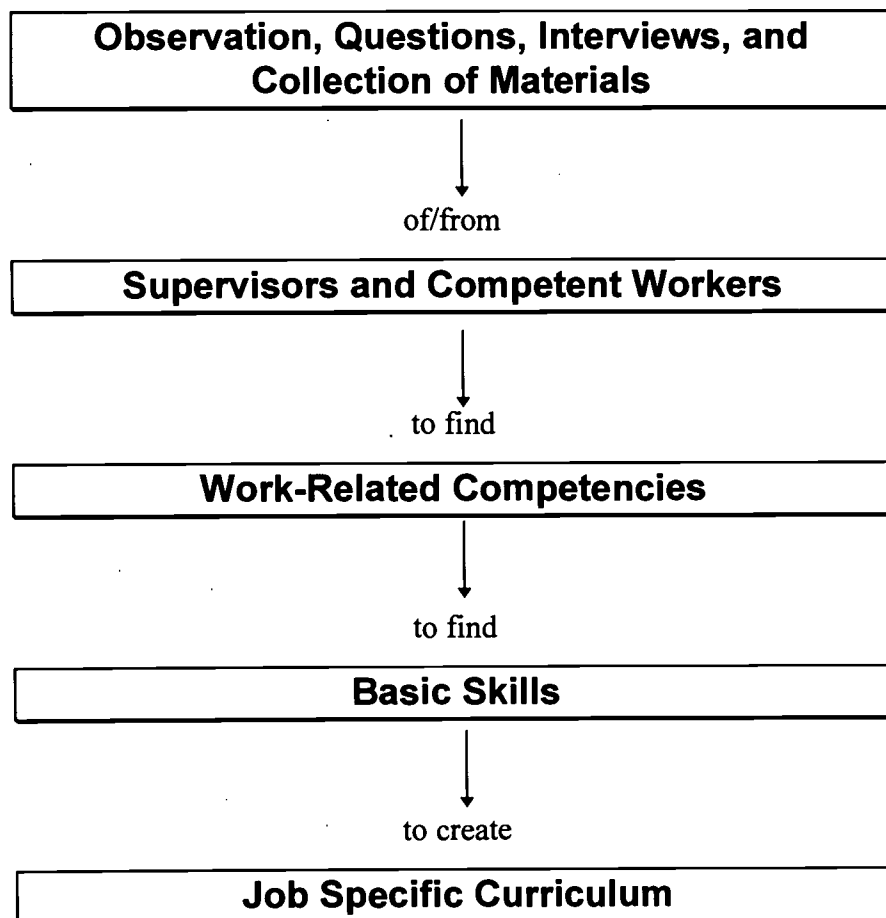 Observation, Questions, Interviews, and
Collection of Materials
of/from
Supervisors and Competent Workers
to find
Work-Related Competencies
to find
Basic Skills
to create
Job Specific Curriculum